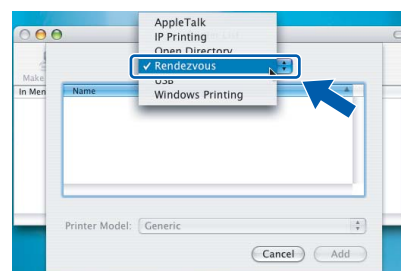 AppleTalk
IP Printing
Open Directory
✓ Rendezvous
USB
Windows Printing
Make
In Men
Name
Printer Model: Generic
Cancel Add